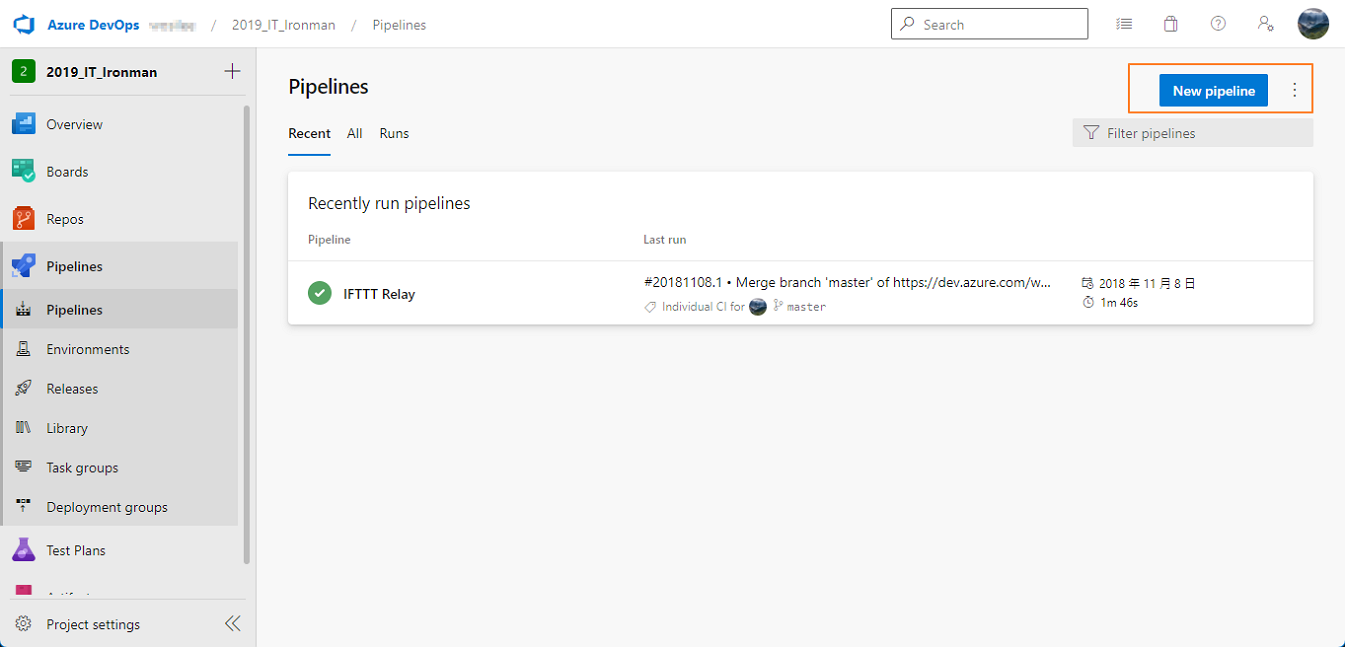 Azure DevOps / 2019_IT_Ironman / Pipelines
Search
2 2019_IT_Ironman
Overview
Boards
Repos
Pipelines
Pipelines
Environments
Releases
Library
Task groups
Deployment groups
Test Plans
Project settings
Pipelines
New pipeline
Recent All Runs
Filter pipelines
Recently run pipelines
Pipeline Last run
IFTTT Relay
#20181108.1 • Merge branch 'master' of https://dev.azure.com/w...
Individual CI for master
2018 年 11 月 8 日
1m 46s